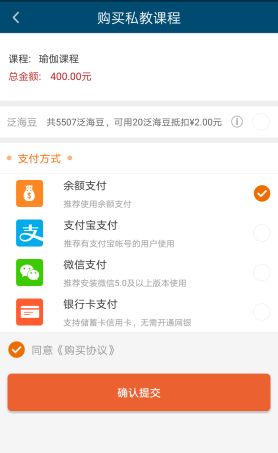 购买私教课程
课程: 瑜伽课程
总金额: 400.00元
泛海豆 共5507泛海豆，可用20泛海豆抵扣¥2.00元
支付方式
余额支付
推荐使用余额支付
支付宝支付
推荐有支付宝帐号的用户使用
微信支付
推荐安装微信5.0及以上版本使用
银行卡支付
支持储蓄卡信用卡，无需开通网银
同意《购买协议》
确认提交